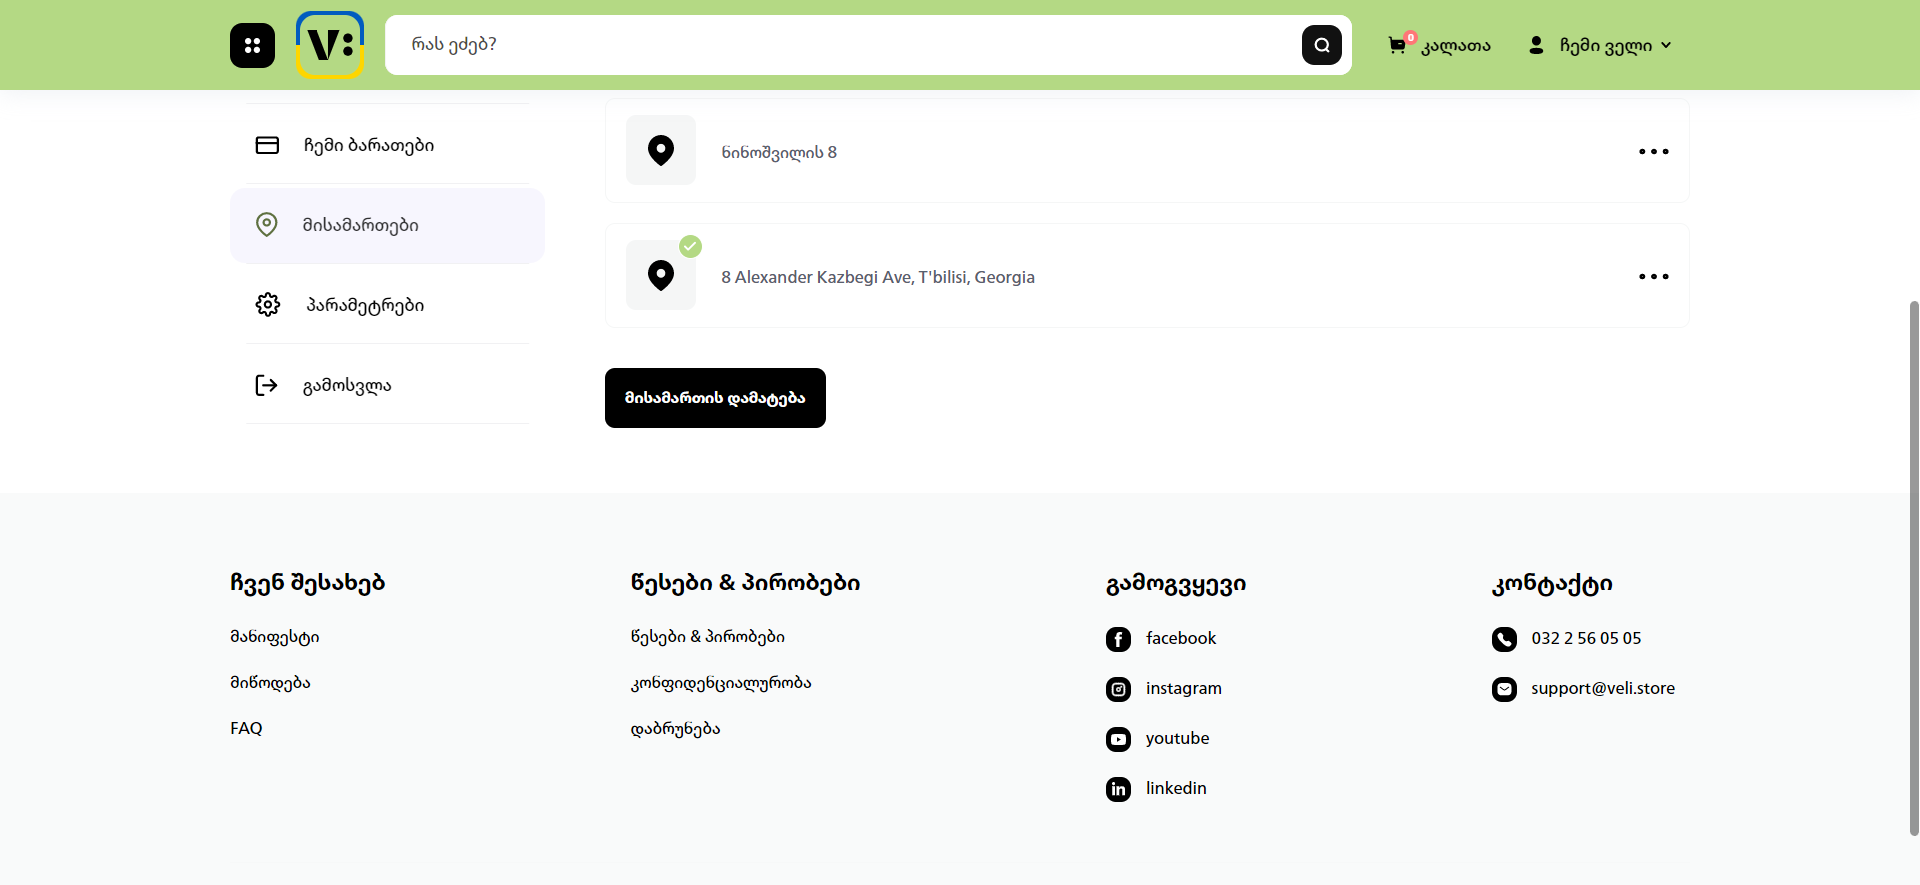 V:
რას ეძებ?
0
კალათა
ჩემი ველი
ჩემი ბარათები
მისამართები
პარამეტრები
გამოსვლა
ნინოშვილის 8
8 Alexander Kazbegi Ave, T'bilisi, Georgia
მისამართის დამატება
ჩვენ შესახებ
მანიფესტი
მიწოდება
FAQ
წესები & პირობები
წესები & პირობები
კონფიდენციალურობა
დაბრუნება
გამოგვყევი
facebook
instagram
youtube
linkedin
კონტაქტი
032 2 56 05 05
support@veli.store